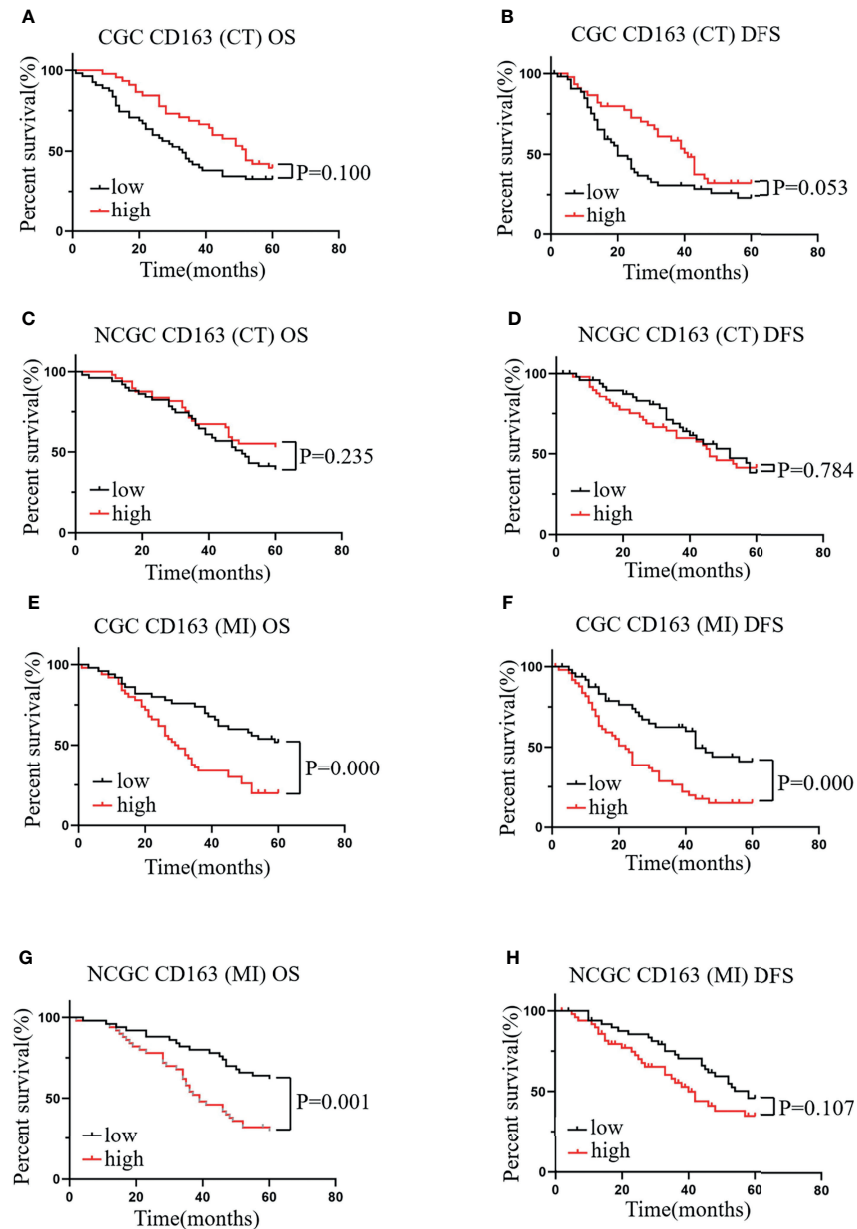 A
CGC CD163 (CT) OS
Percent survival(%)
100
50
0
low
high
P=0.100
0 20 40 60 80
Time(months)
B
CGC CD163 (CT) DFS
Percent survival(%)
100
50
0
low
high
P=0.053
0 20 40 60 80
Time(months)
C
NCGC CD163 (CT) OS
Percent survival(%)
100
50
0
low
high
P=0.235
0 20 40 60 80
Time(months)
D
NCGC CD163 (CT) DFS
Percent survival(%)
100
50
0
low
high
P=0.784
0 20 40 60 80
Time(months)
E
CGC CD163 (MI) OS
Percent survival(%)
100
50
0
low
high
P=0.000
0 20 40 60 80
Time(months)
F
CGC CD163 (MI) DFS
Percent survival(%)
100
50
0
low
high
P=0.000
0 20 40 60 80
Time(months)
G
NCGC CD163 (MI) OS
Percent survival(%)
100
50
0
low
high
P=0.001
0 20 40 60 80
Time(months)
H
NCGC CD163 (MI) DFS
Percent survival(%)
100
50
0
low
high
P=0.107
0 20 40 60 80
Time(months)